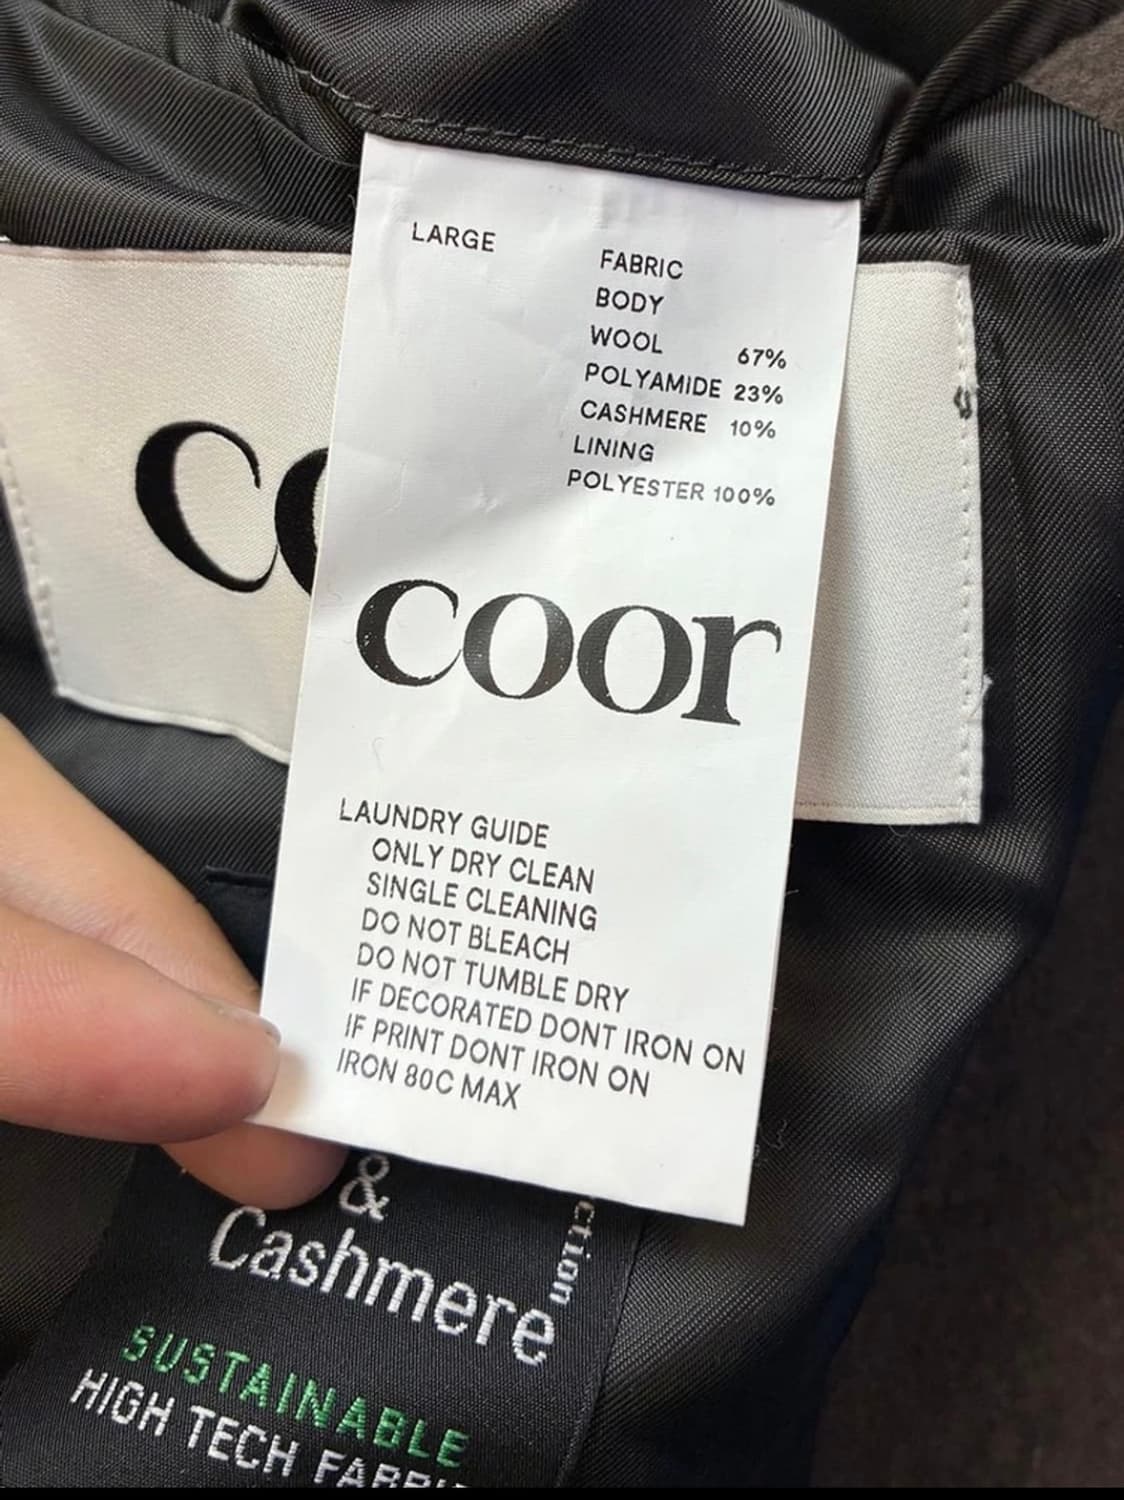 LARGE
FABRIC
BODY
WOOL 67%
POLYAMIDE 23%
CASHMERE 10%
LINING
POLYESTER 100%
coor
LAUNDRY GUIDE
ONLY DRY CLEAN
SINGLE CLEANING
DO NOT BLEACH
DO NOT TUMBLE DRY
IF DECORATED DONT IRON ON
IF PRINT DONT IRON ON
IRON 80C MAX
&
Cashmere
SUSTAINABLE
HIGH TECH